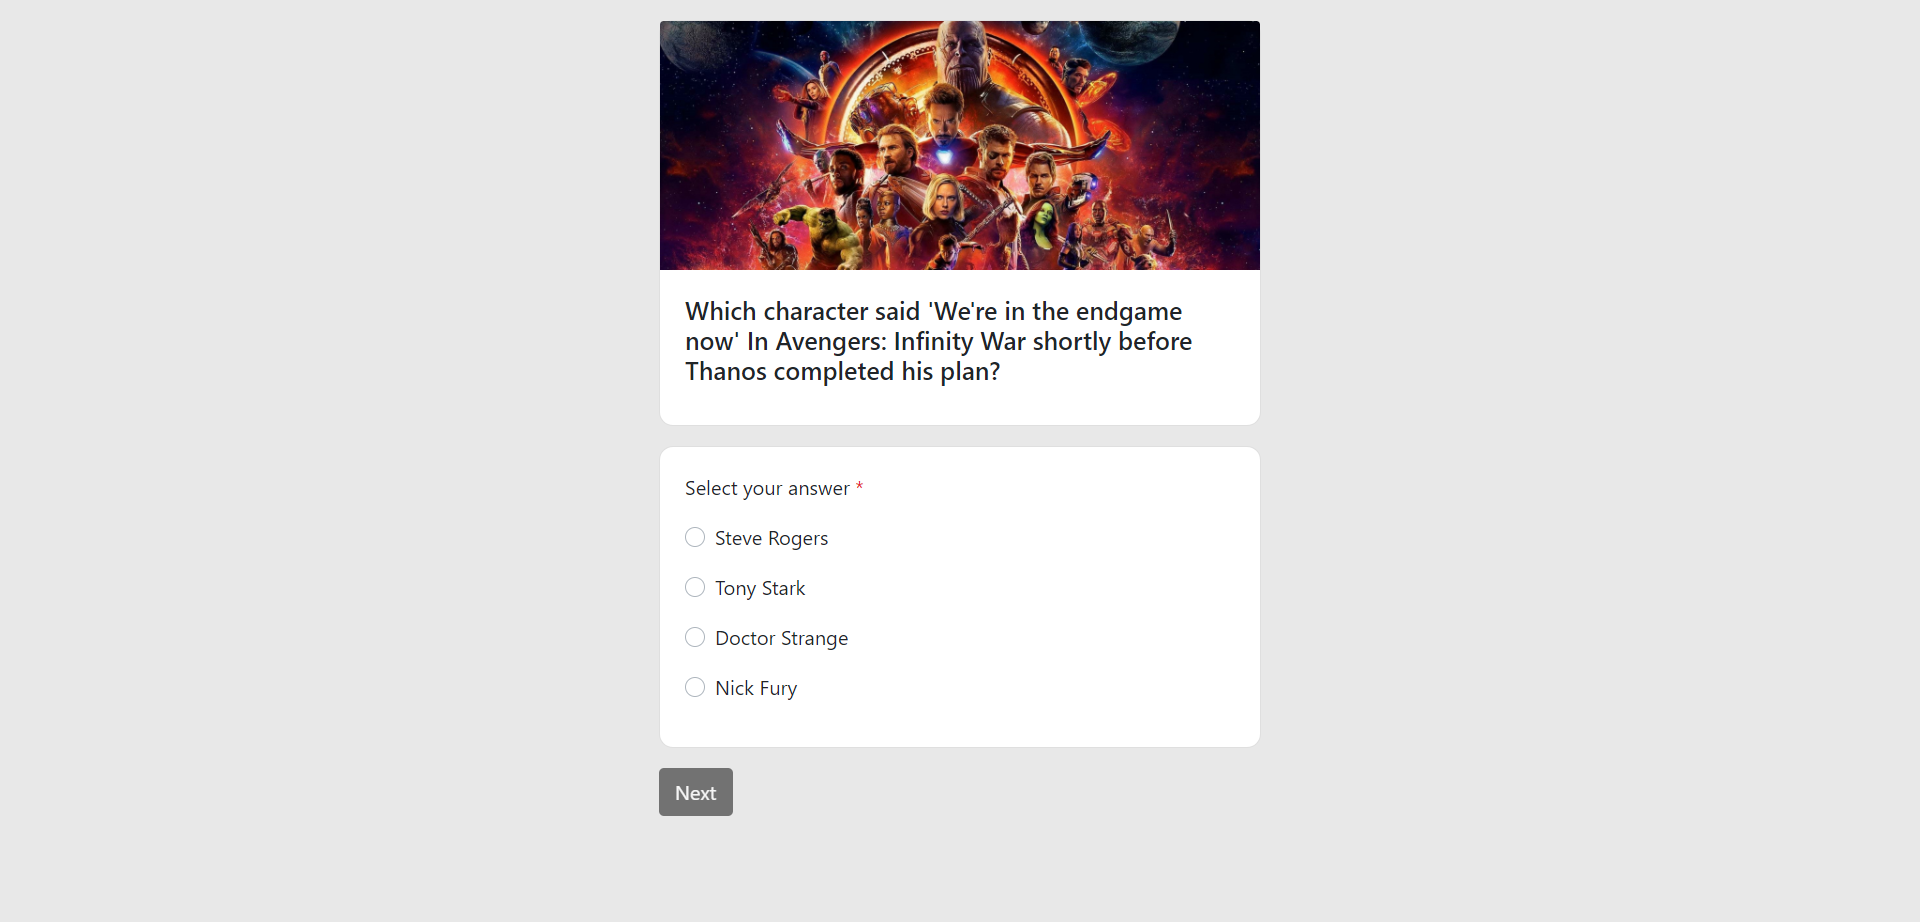 Which character said 'We're in the endgame
now' In Avengers: Infinity War shortly before
Thanos completed his plan?
Select your answer *
Steve Rogers
Tony Stark
Doctor Strange
Nick Fury
Next